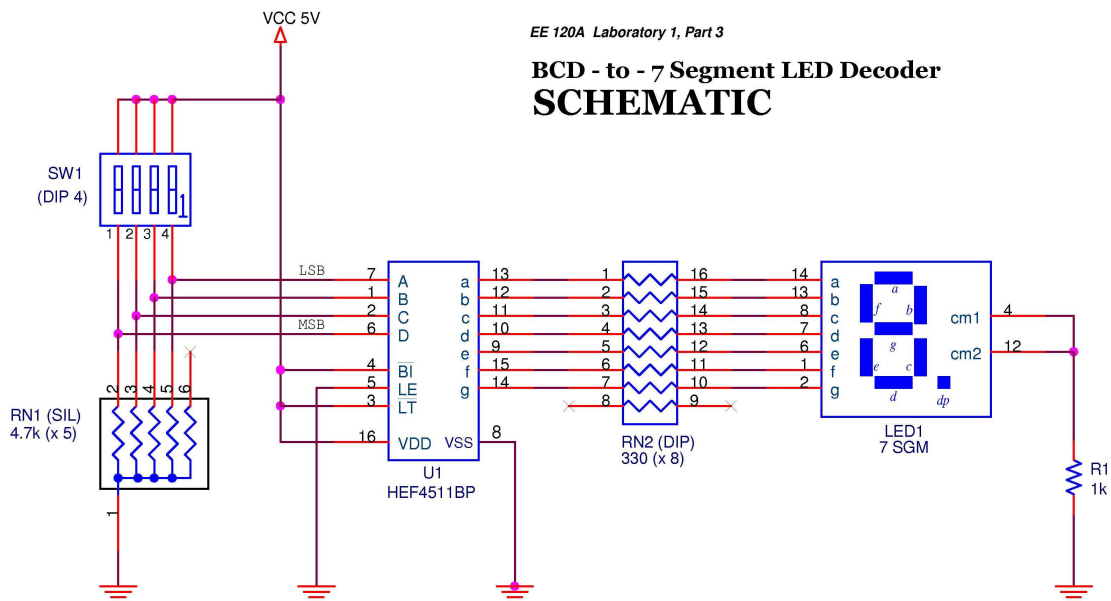 VCC 5V
EE 120A Laboratory 1, Part 3
BCD - to - 7 Segment LED Decoder
SCHEMATIC
SW1
(DIP 4)
1
1 2 3 4
LSB
MSB
7 A a 13
1 B b 12
2 C c 11
6 D d 10
e 9
4 BI f 15
5 LE g 14
3 LT
16 VDD VSS 8
U1
HEF4511BP
1 16
2 15
3 14
4 13
5 12
6 11
7 10
8 9
RN2 (DIP)
330 (x 8)
14 a
13 b
8 c
7 d
6 e
1 f
2 g
a
f b
g
e c
d dp
cm1 4
cm2 12
LED1
7 SGM
R1
1k
2 3 4 5 6
RN1 (SIL)
4.7k (x 5)
1